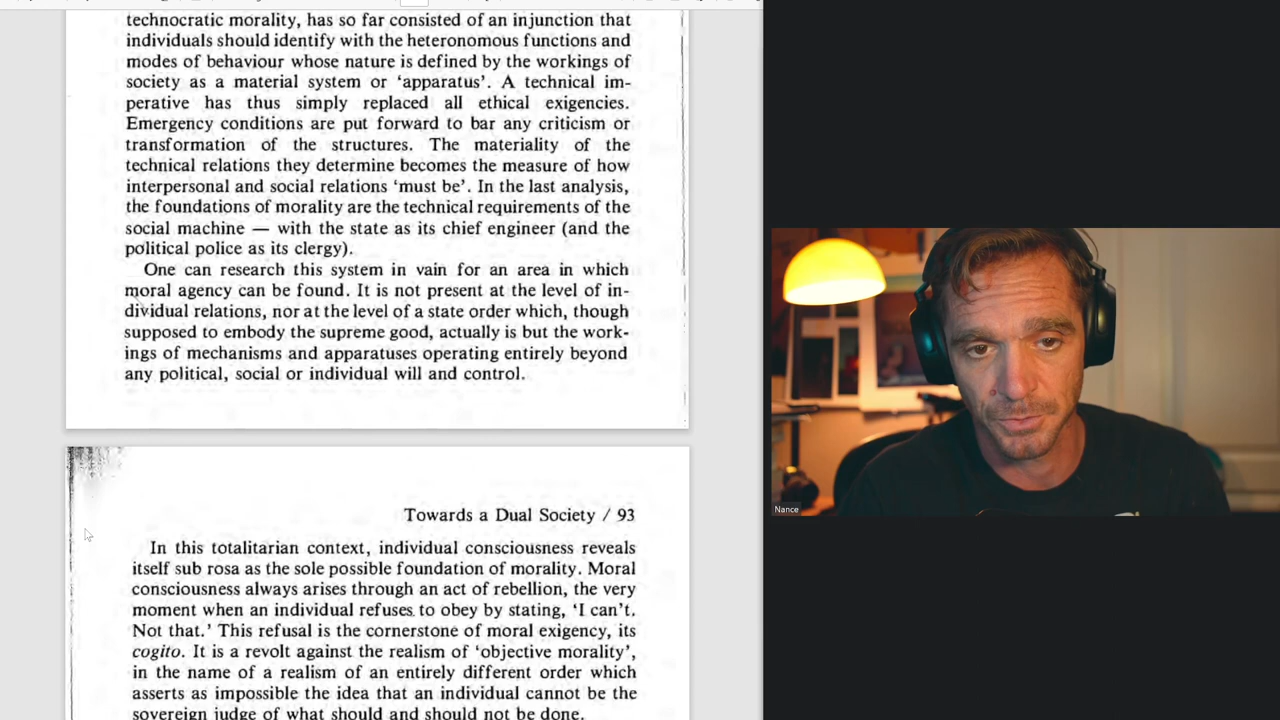 technocratic morality, has so far consisted of an injunction that
individuals should identify with the heteronomous functions and
modes of behaviour whose nature is defined by the workings of
society as a material system or ‘apparatus’. A technical im-
perative has thus simply replaced all ethical exigencies.
Emergency conditions are put forward to bar any criticism or
transformation of the structures. The materiality of the
technical relations they determine becomes the measure of how
interpersonal and social relations ‘must be’. In the last analysis,
the foundations of morality are the technical requirements of the
social machine — with the state as its chief engineer (and the
political police as its clergy).
One can research this system in vain for an area in which
moral agency can be found. It is not present at the level of in-
dividual relations, nor at the level of a state order which, though
supposed to embody the supreme good, actually is but the work-
ings of mechanisms and apparatuses operating entirely beyond
any political, social or individual will and control.
Towards a Dual Society / 93
In this totalitarian context, individual consciousness reveals
itself sub rosa as the sole possible foundation of morality. Moral
consciousness always arises through an act of rebellion, the very
moment when an individual refuses to obey by stating, ‘I can’t.
Not that.’ This refusal is the cornerstone of moral exigency, its
cogito. It is a revolt against the realism of ‘objective morality’,
in the name of a realism of an entirely different order which
asserts as impossible the idea that an individual cannot be the
sovereign judge of what should and should not be done.
Nance